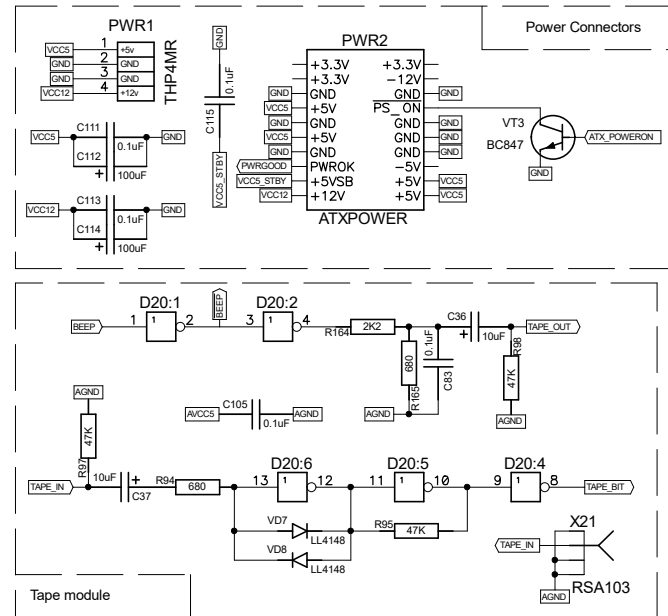 PWR1
PWR2
Power Connectors
VCC5 1 +5v
GND 2 GND
GND 3 GND
VCC12 4 +12v
THP4MR
GND
0.1uF
C115
VCC5_STBY
+3.3V +3.3V
+3.3V -12V
GND GND GND GND
VCC5 +5V PS_ON
GND GND GND GND
VCC5 +5V GND GND
GND GND GND GND
PWRGOOD PWROK -5V
VCC5_STBY +5VSB +5V VCC5
VCC12 +12V +5V VCC5
ATXPOWER
VT3
BC847
ATX_POWERON
GND
C111
VCC5 0.1uF GND
C112
+ 100uF
C113
VCC12 0.1uF GND
C114
+ 100uF
D20:1 BEEP D20:2
BEEP 1 1 2 3 1 4 2K2 C36 TAPE_OUT
R164 + 10uF
680
R165
0.1uF
C83
R98
47K
AGND
AGND
AVCC5 C105 AGND
0.1uF
AGND
47K
R97
TAPE_IN 10uF + C37 R94 680
D20:6 D20:5 D20:4
13 1 12 11 1 10 9 1 8 TAPE_BIT
VD7 LL4148
R95 47K
VD8 LL4148
X21
TAPE_IN
AGND RSA103
Tape module